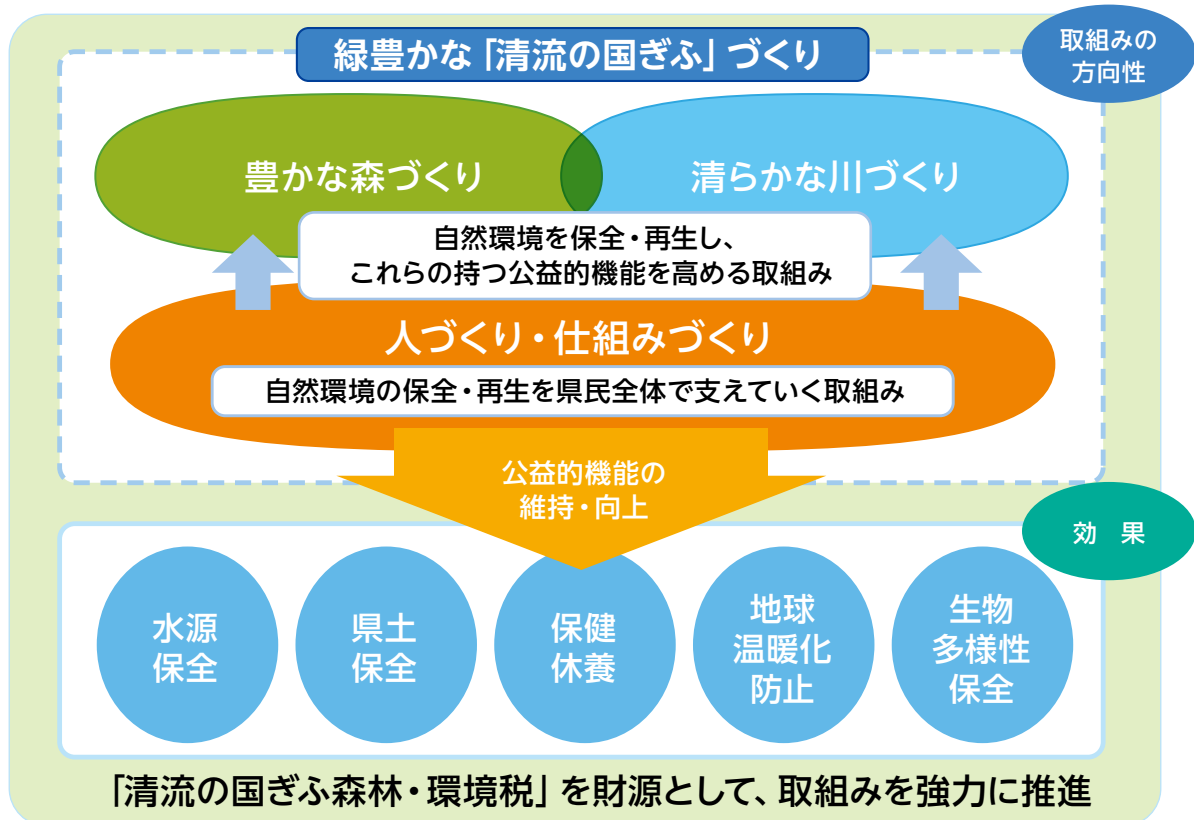 緑豊かな「清流の国ぎふ」づくり
取組みの
方向性
豊かな森づくり
清らかな川づくり
自然環境を保全・再生し、
これらの持つ公益的機能を高める取組み
人づくり・仕組みづくり
自然環境の保全・再生を県民全体で支えていく取組み
公益的機能の
維持・向上
効　果
水源
保全
県土
保全
保健
休養
地球
温暖化
防止
生物
多様性
保全
「清流の国ぎふ森林・環境税」を財源として、取組みを強力に推進